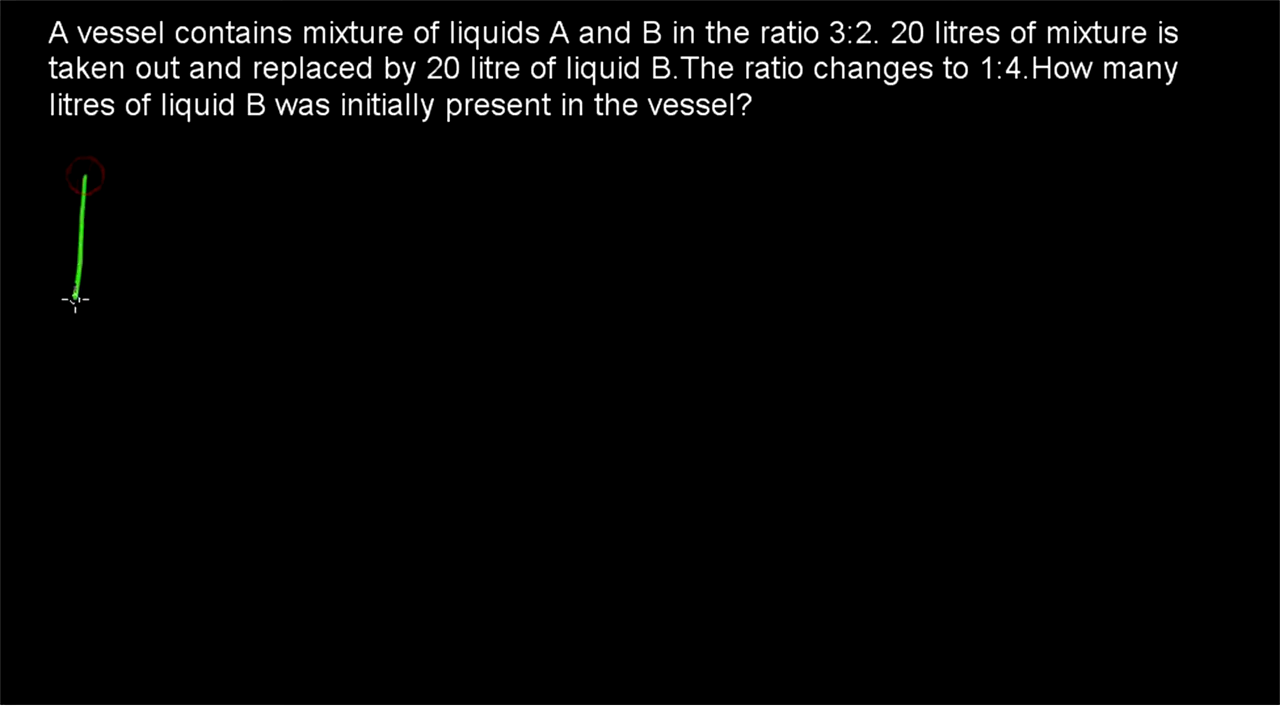 A vessel contains mixture of liquids A and B in the ratio 3:2. 20 litres of mixture is
taken out and replaced by 20 litre of liquid B.The ratio changes to 1:4.How many
litres of liquid B was initially present in the vessel?